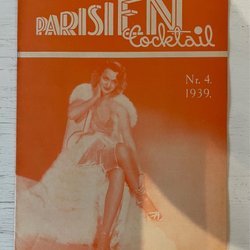 PARISIEN
Cocktail
Nr. 4.
1939.